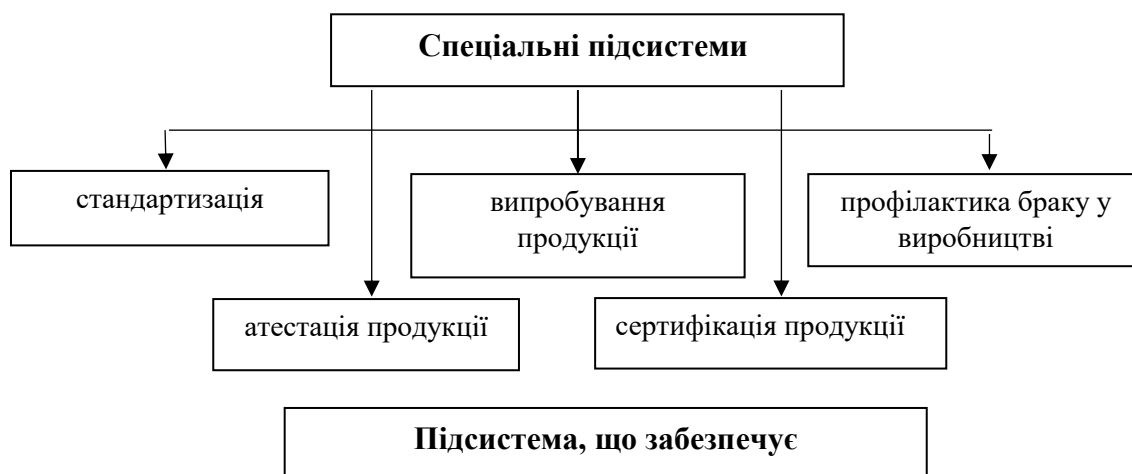 Спеціальні підсистеми
стандартизація
випробування
продукції
профілактика браку у
виробництві
атестація продукції
сертифікація продукції
Підсистема, що забезпечує